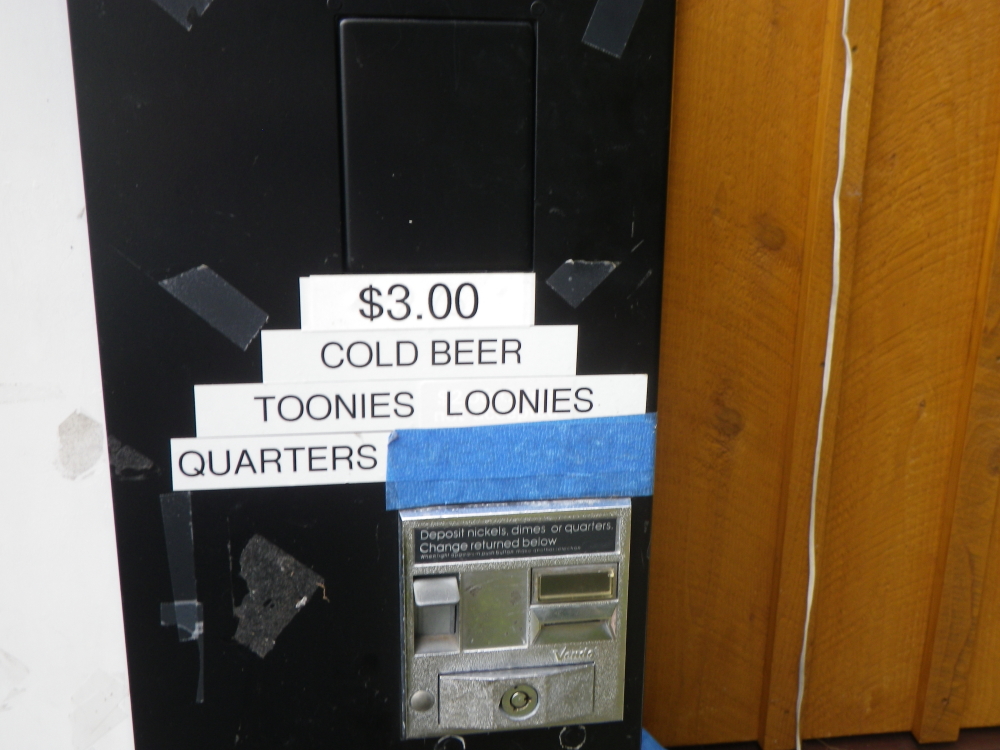 $3.00
COLD BEER
TOONIES LOONIES
QUARTERS
Deposit nickels, dimes or quarters.
Change returned below
Vendo